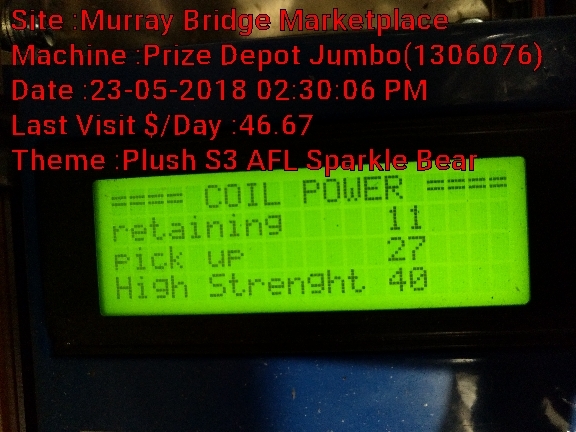 Site :Murray Bridge Marketplace
Machine :Prize Depot Jumbo(1306076)
Date :23-05-2018 02:30:06 PM
Last Visit $/Day :46.67
Theme :Plush S3 AFL Sparkle Bear
==== COIL POWER ====
retaining 11
pick up 27
High Strenght 40